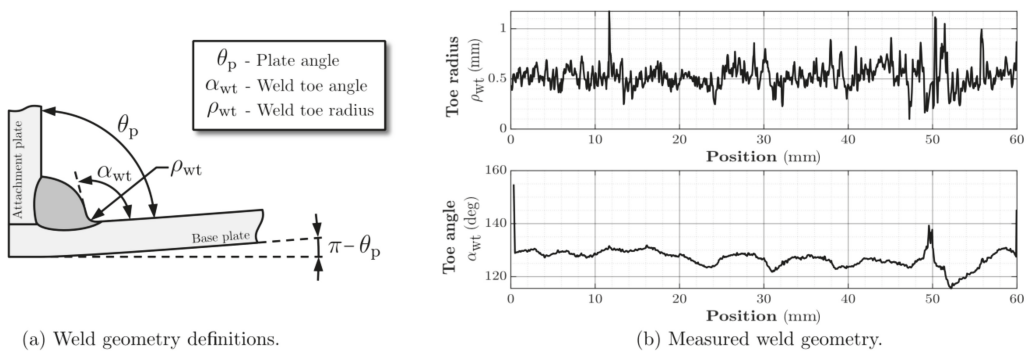 θp - Plate angle
αwt - Weld toe angle
ρwt - Weld toe radius
Attachment plate
θp
αwt
ρwt
Base plate
π−θp
(a) Weld geometry definitions.
Toe radius
ρwt (mm)
1
0.5
0
0 10 20 30 40 50 60
Position (mm)
Toe angle
αwt (deg)
160
140
120
0 10 20 30 40 50 60
Position (mm)
(b) Measured weld geometry.